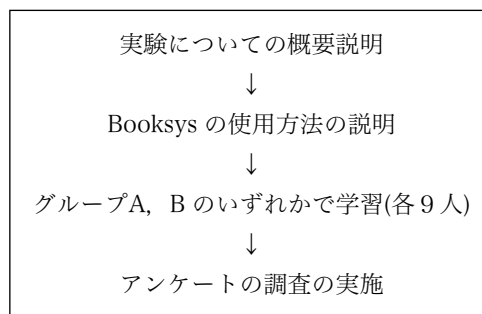 実験についての概要説明
↓
Booksys の使用方法の説明
↓
グループA，B のいずれかで学習(各９人)
↓
アンケートの調査の実施